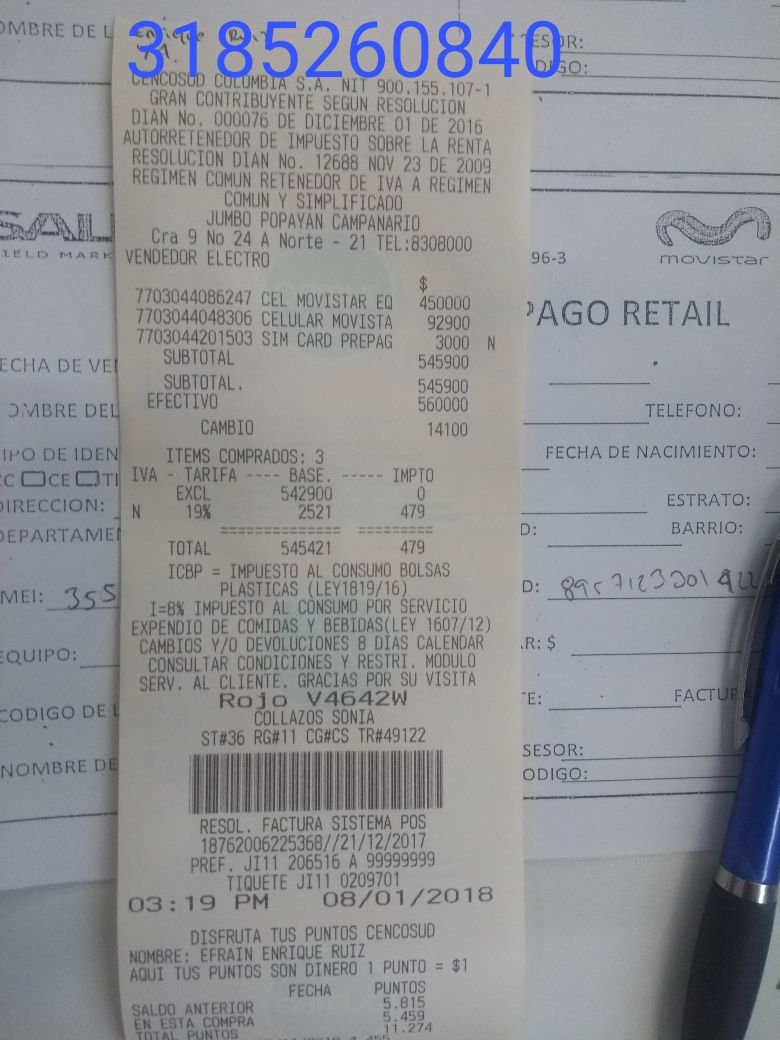 3185260840
OMBRE DE L
Enrique Ruiz
ESOR:
DIGO:
CENCOSUD COLOMBIA S.A. NIT 900.155.107-1
GRAN CONTRIBUYENTE SEGUN RESOLUCION
DIAN No. 000076 DE DICIEMBRE 01 DE 2016
AUTORRETENEDOR DE IMPUESTO SOBRE LA RENTA
RESOLUCION DIAN No. 12688 NOV 23 DE 2009
REGIMEN COMUN RETENEDOR DE IVA A REGIMEN
COMUN Y SIMPLIFICADO
JUMBO POPAYAN CAMPANARIO
Cra 9 No 24 A Norte - 21 TEL:8308000
VENDEDOR ELECTRO
$
7703044086247 CEL MOVISTAR EQ 450000
7703044048306 CELULAR MOVISTA 92900
7703044201503 SIM CARD PREPAG 3000 N
SUBTOTAL 545900
SUBTOTAL. 545900
EFECTIVO 560000
CAMBIO 14100
ITEMS COMPRADOS: 3
IVA - TARIFA ---- BASE. ----- IMPTO
EXCL 542900 0
N 19% 2521 479
============= =========
TOTAL 545421 479
ICBP = IMPUESTO AL CONSUMO BOLSAS
PLASTICAS (LEY1819/16)
I=8% IMPUESTO AL CONSUMO POR SERVICIO
EXPENDIO DE COMIDAS Y BEBIDAS(LEY 1607/12)
CAMBIOS Y/O DEVOLUCIONES 8 DIAS CALENDAR
CONSULTAR CONDICIONES Y RESTRI. MODULO
SERV. AL CLIENTE. GRACIAS POR SU VISITA
Rojo V4642W
COLLAZOS SONIA
ST#36 RG#11 CG#CS TR#49122
RESOL. FACTURA SISTEMA POS
18762006225368//21/12/2017
PREF. JI11 206516 A 99999999
TIQUETE JI11 0209701
03:19 PM 08/01/2018
DISFRUTA TUS PUNTOS CENCOSUD
NOMBRE: EFRAIN ENRIQUE RUIZ
AQUI TUS PUNTOS SON DINERO 1 PUNTO = $1
FECHA PUNTOS
SALDO ANTERIOR 5.815
EN ESTA COMPRA 5.459
TOTAL PUNTOS 11.274
SAL
IELD MARK
ECHA DE VE
OMBRE DEL
IPO DE IDEN
CC CE TI
DIRECCION:
DEPARTAME
MEI: 355
EQUIPO:
CODIGO DE L
NOMBRE DE
movistar
96-3
PAGO RETAIL
TELEFONO:
FECHA DE NACIMIENTO:
ESTRATO:
D: BARRIO:
D:
R: $
TE: FACTU
SESOR:
ODIGO: